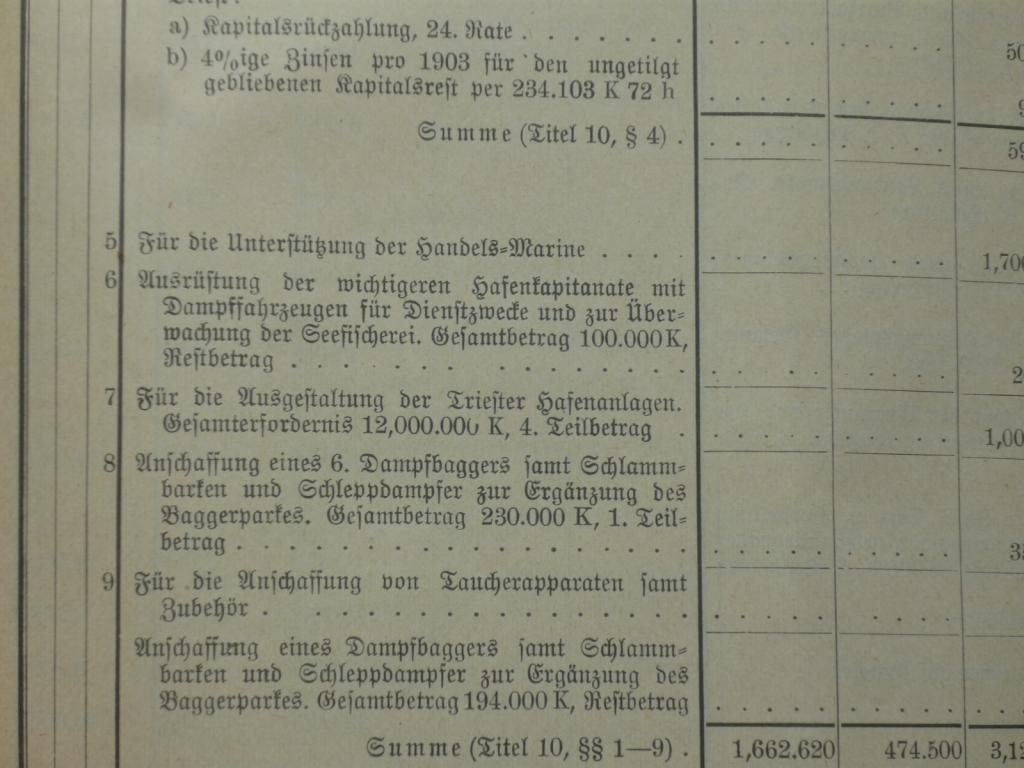 a) Kapitalsrückzahlung, 24. Rate . . . . . . .
b) 4%ige Zinsen pro 1903 für den ungetilgt
gebliebenen Kapitalsrest per 234.103 K 72 h
Summe (Titel 10, § 4) .
5 Für die Unterstützung der Handels-Marine . . . .
6 Ausrüstung der wichtigeren Hafenkapitanate mit
Dampffahrzeugen für Dienstzwecke und zur Über-
wachung der Seefischerei. Gesamtbetrag 100.000 K,
Restbetrag . . . . . . . . . . . . . . .
7 Für die Ausgestaltung der Triester Hafenanlagen.
Gesamterfordernis 12,000.000 K, 4. Teilbetrag .
8 Anschaffung eines 6. Dampfbaggers samt Schlamm-
barken und Schleppdampfer zur Ergänzung des
Baggerparkes. Gesamtbetrag 230.000 K, 1. Teil-
betrag . . . . . . . . . . . . . . . . .
9 Für die Anschaffung von Taucherapparaten samt
Zubehör . . . . . . . . . . . . . . . .
Anschaffung eines Dampfbaggers samt Schlamm-
barken und Schleppdampfer zur Ergänzung des
Baggerparkes. Gesamtbetrag 194.000 K, Restbetrag
Summe (Titel 10, §§ 1—9) . 1,662.620 474.500